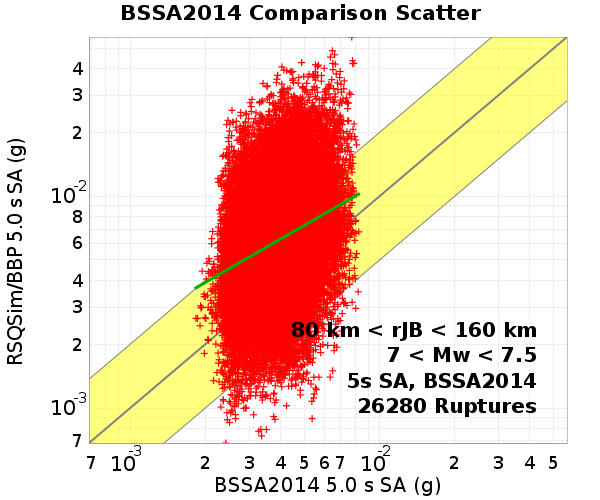 BSSA2014 Comparison Scatter
RSQSim/BBP 5.0 s SA (g)
4
3
2
10-2
8
6
4
3
2
10-3
7
80 km < rJB < 160 km
7 < Mw < 7.5
5s SA, BSSA2014
26280 Ruptures
7 10-3 2 3 4 5 6 7 10-2 2 3 4 5
BSSA2014 5.0 s SA (g)